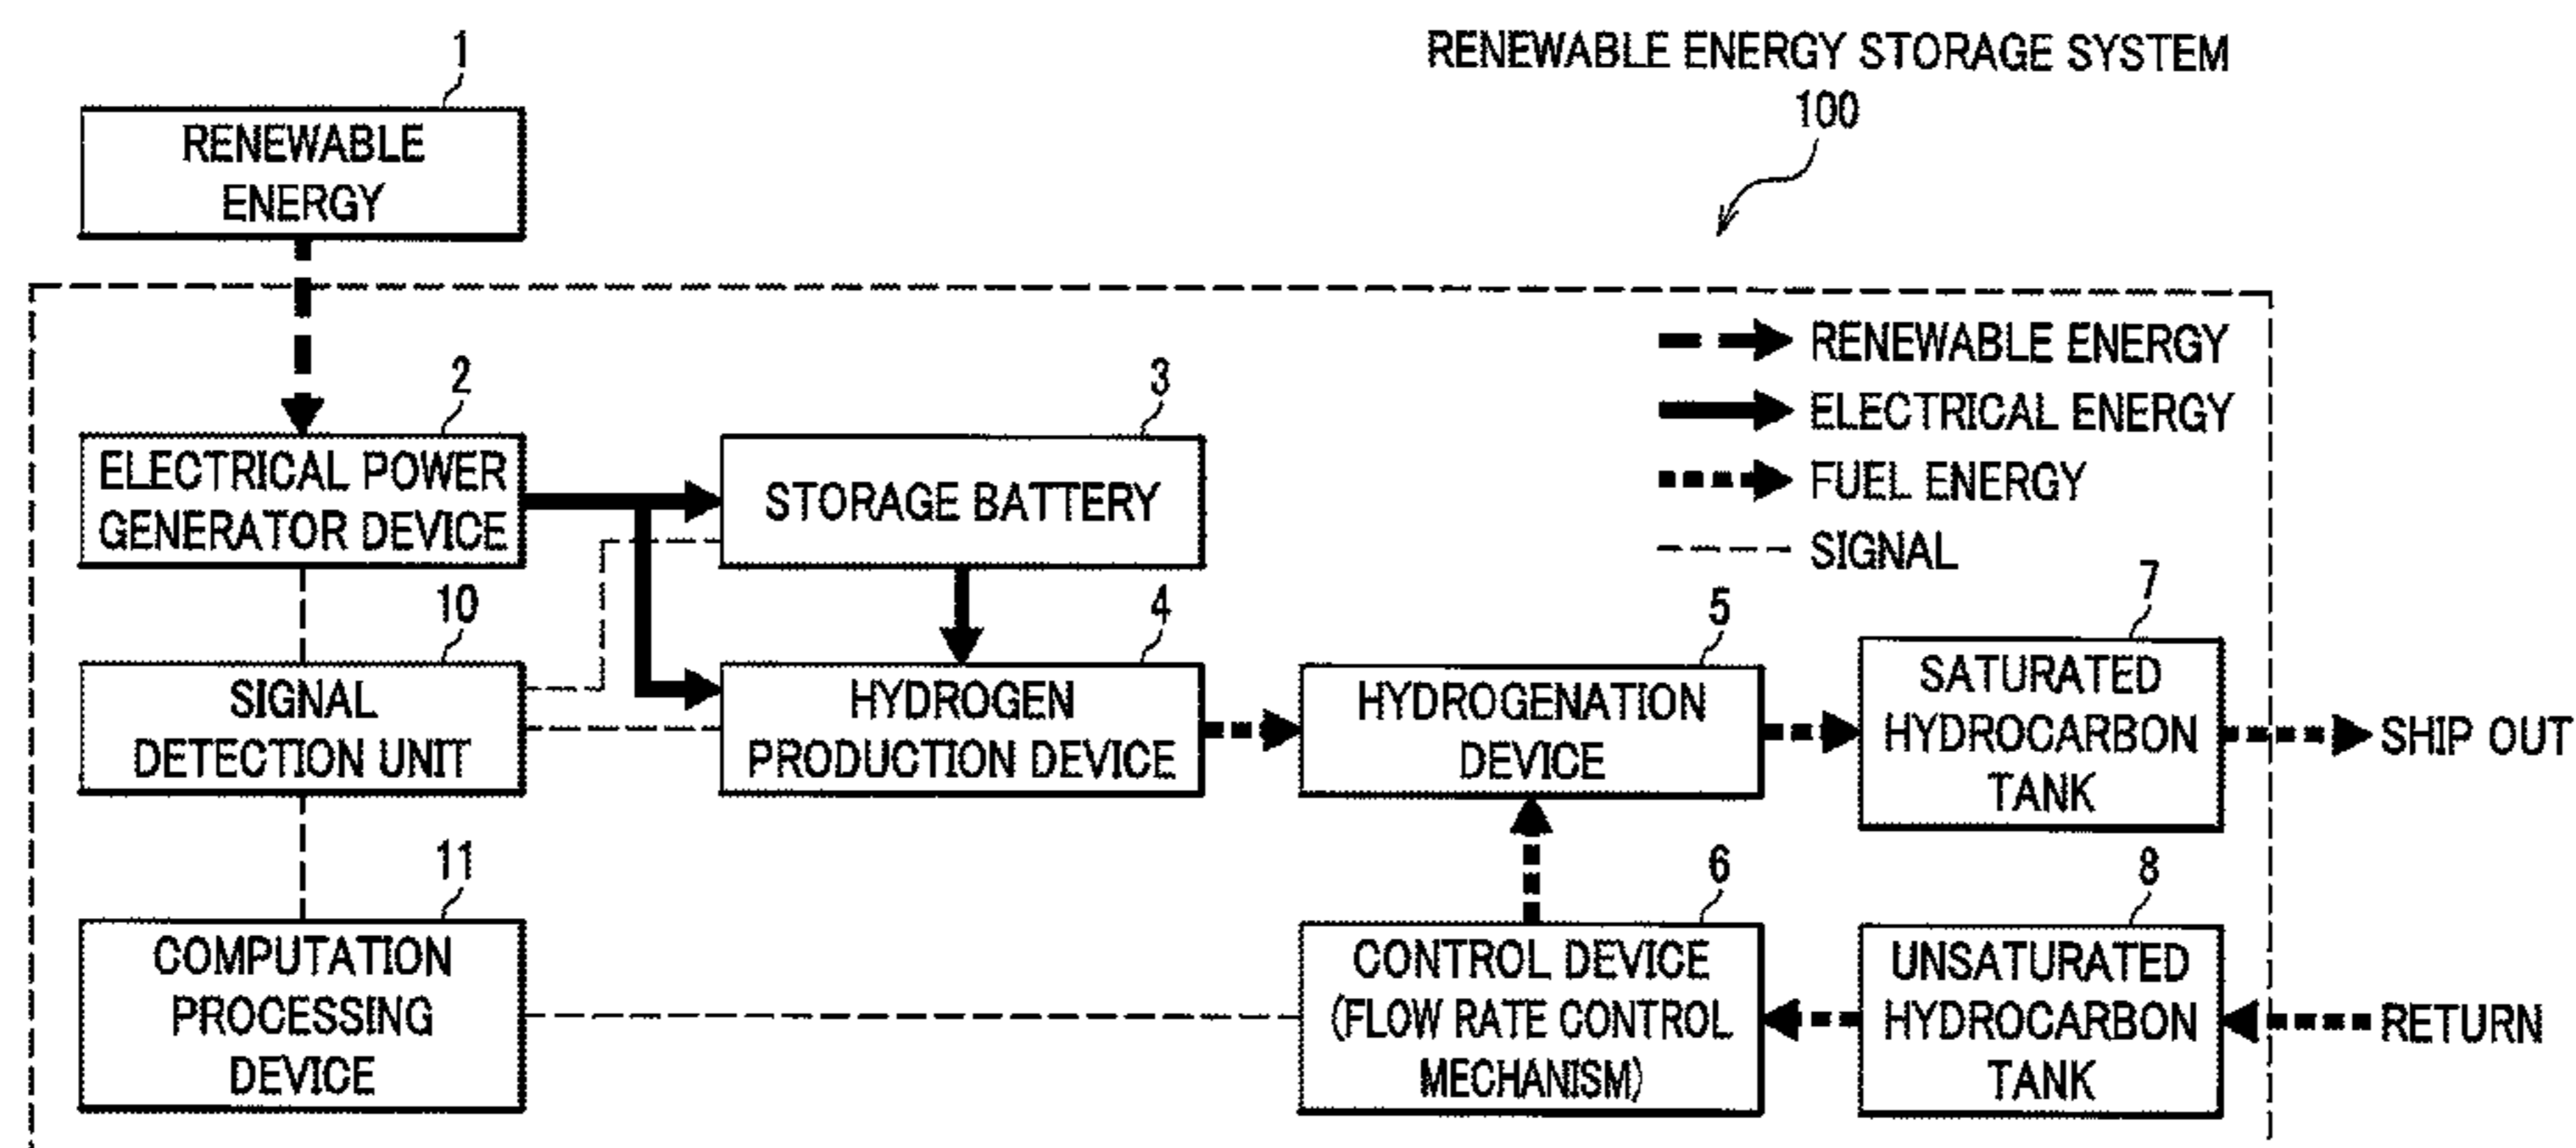 RENEWABLE ENERGY STORAGE SYSTEM
100
1
RENEWABLE
ENERGY
RENEWABLE ENERGY
ELECTRICAL ENERGY
FUEL ENERGY
SIGNAL
2
ELECTRICAL POWER
GENERATOR DEVICE
3
STORAGE BATTERY
10
SIGNAL
DETECTION UNIT
4
HYDROGEN
PRODUCTION DEVICE
5
HYDROGENATION
DEVICE
7
SATURATED
HYDROCARBON
TANK
SHIP OUT
11
COMPUTATION
PROCESSING
DEVICE
6
CONTROL DEVICE
(FLOW RATE CONTROL
MECHANISM)
8
UNSATURATED
HYDROCARBON
TANK
RETURN